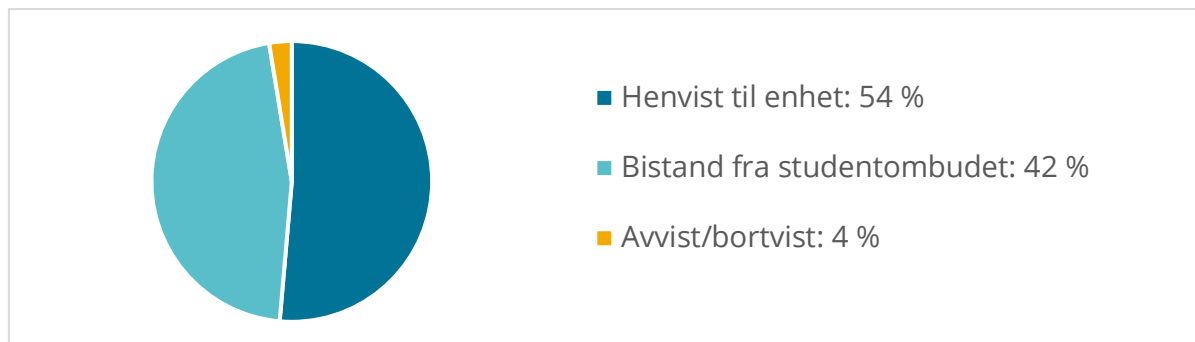 Henvist til enhet: 54 %
Bistand fra studentombudet: 42 %
Avvist/bortvist: 4 %